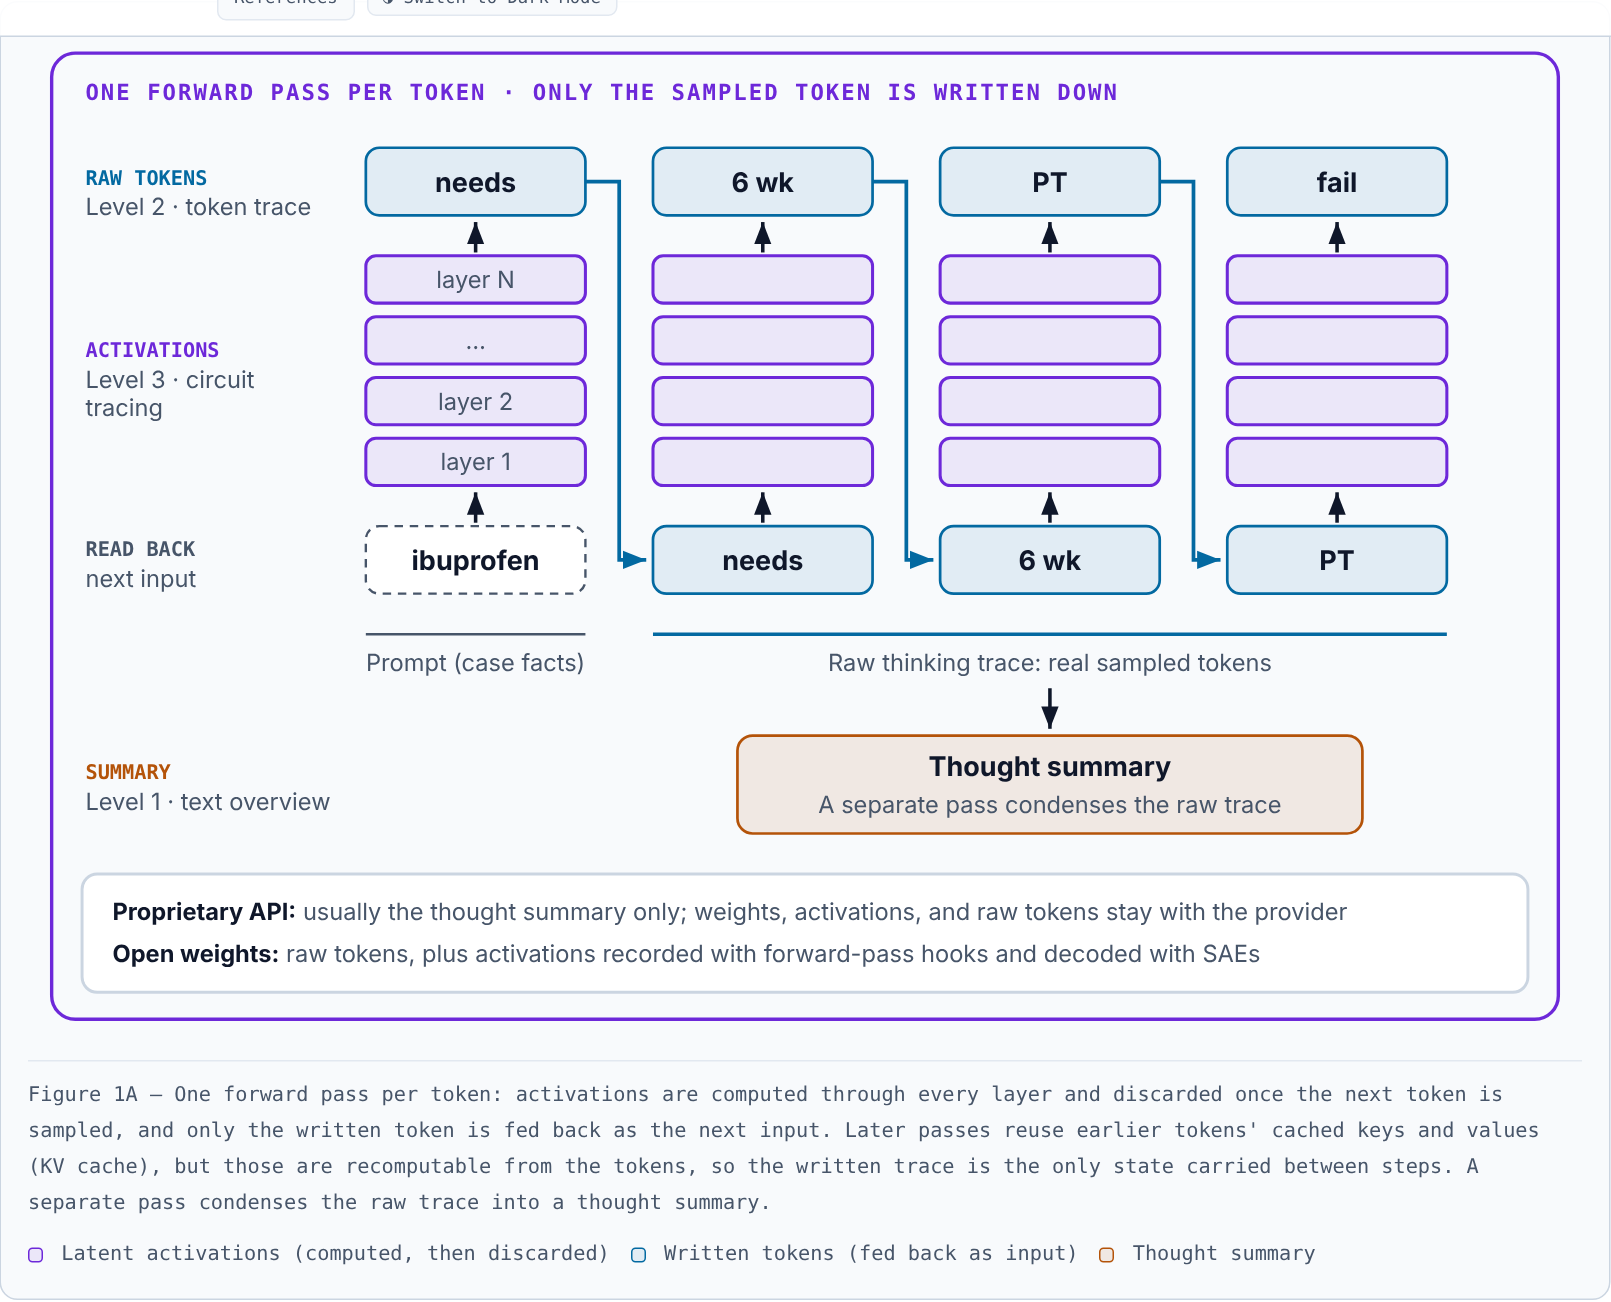 References
Switch to Dark Mode
ONE FORWARD PASS PER TOKEN · ONLY THE SAMPLED TOKEN IS WRITTEN DOWN
RAW TOKENS
Level 2 · token trace
needs
6 wk
PT
fail
layer N
...
layer 2
layer 1
ACTIVATIONS
Level 3 · circuit
tracing
READ BACK
next input
ibuprofen
needs
6 wk
PT
Prompt (case facts)
Raw thinking trace: real sampled tokens
SUMMARY
Level 1 · text overview
Thought summary
A separate pass condenses the raw trace
Proprietary API: usually the thought summary only; weights, activations, and raw tokens stay with the provider
Open weights: raw tokens, plus activations recorded with forward-pass hooks and decoded with SAEs
Figure 1A — One forward pass per token: activations are computed through every layer and discarded once the next token is
sampled, and only the written token is fed back as the next input. Later passes reuse earlier tokens' cached keys and values
(KV cache), but those are recomputable from the tokens, so the written trace is the only state carried between steps. A
separate pass condenses the raw trace into a thought summary.
Latent activations (computed, then discarded)
Written tokens (fed back as input)
Thought summary